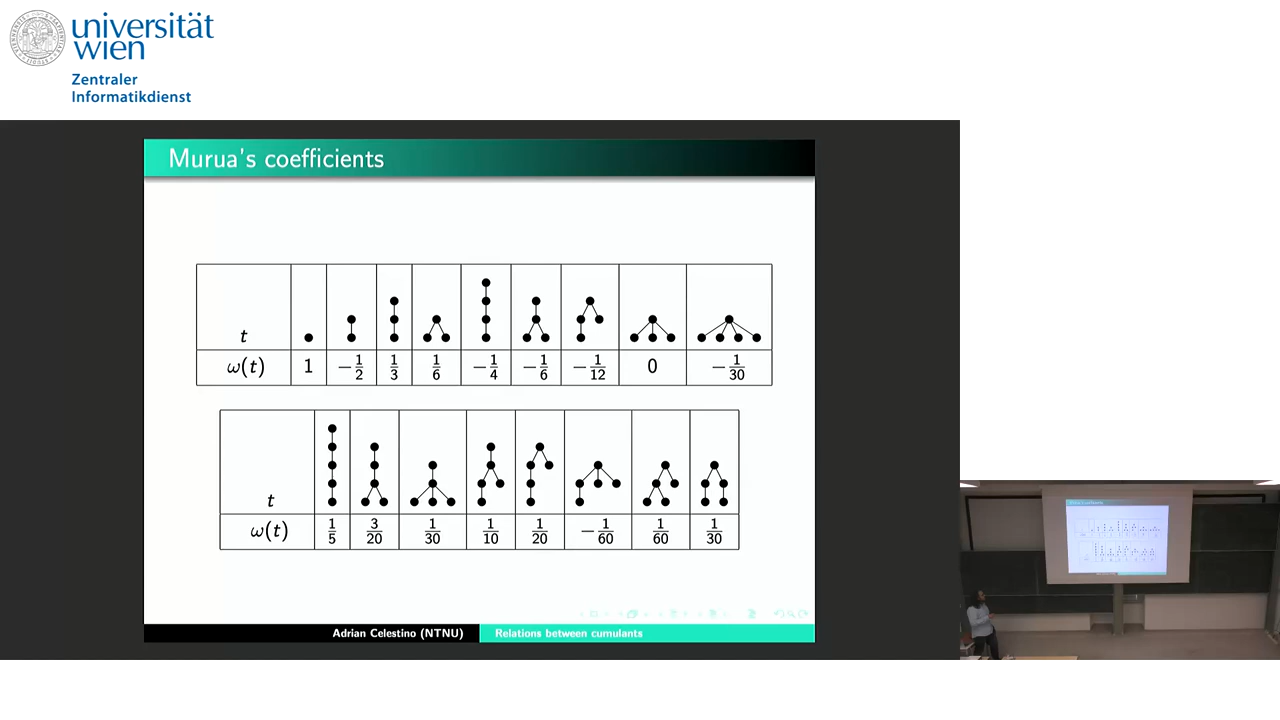 universität
wien
Zentraler
Informatikdienst
Murua's coefficients
t
ω(t) 1 −1/2 1/3 1/6 −1/4 −1/6 −1/12 0 −1/30
t
ω(t) 1/5 3/20 1/30 1/10 1/20 −1/60 1/60 1/30
Adrian Celestino (NTNU) Relations between cumulants